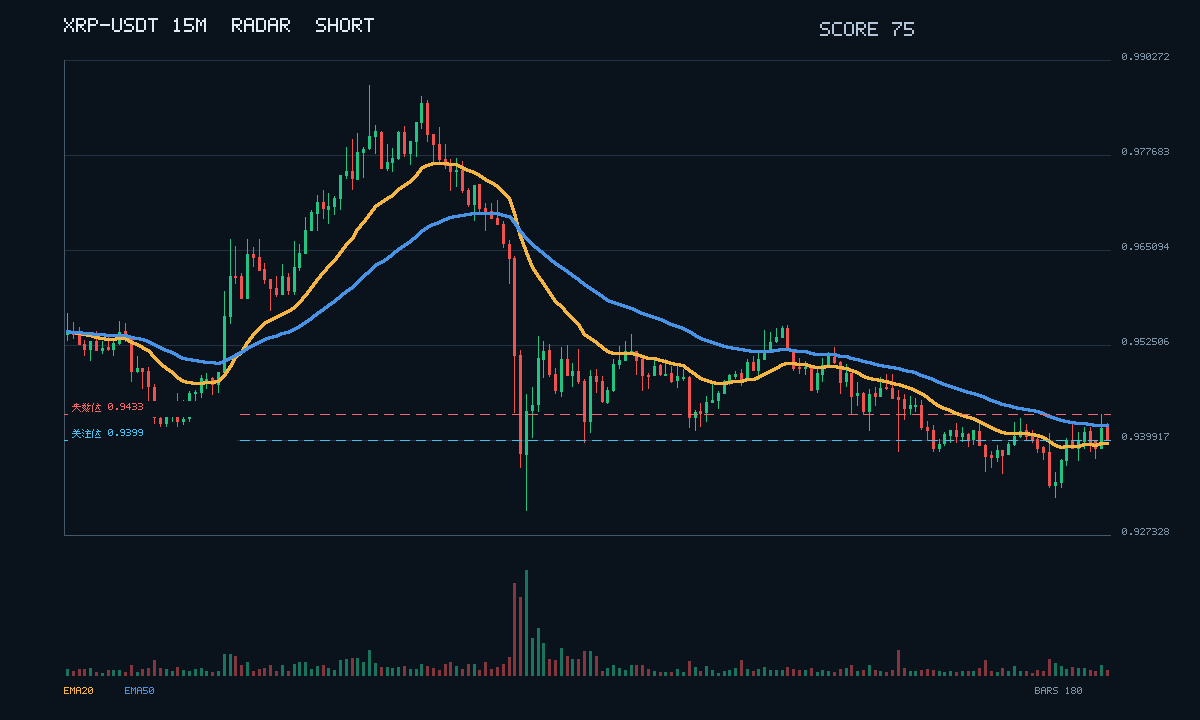 XRP-USDT 15M  RADAR  SHORT
SCORE 75
0.990272
0.977683
0.965094
0.952506
失效位 0.9433
关注位 0.9399
0.939917
0.927328
EMA20
EMA50
BARS 180